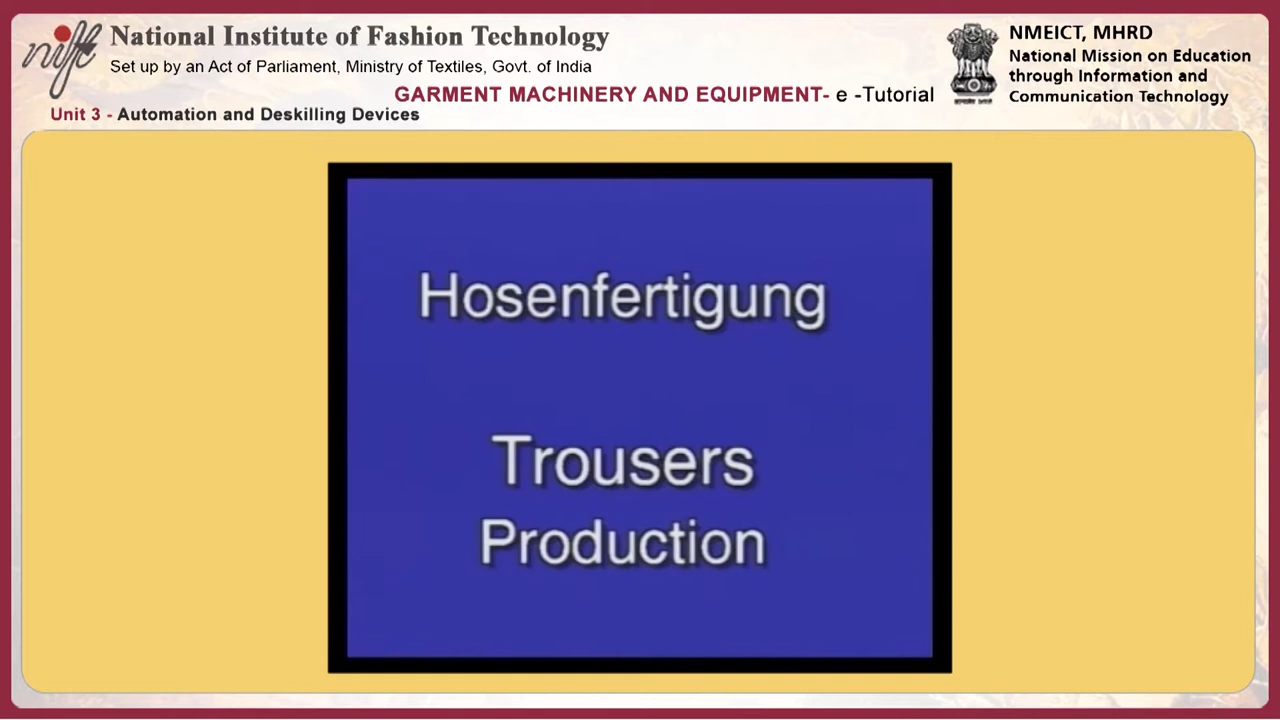 nift
National Institute of Fashion Technology
Set up by an Act of Parliament, Ministry of Textiles, Govt. of India
GARMENT MACHINERY AND EQUIPMENT- e -Tutorial
Unit 3 - Automation and Deskilling Devices
NMEICT, MHRD
National Mission on Education
through Information and
Communication Technology
Hosenfertigung
Trousers
Production